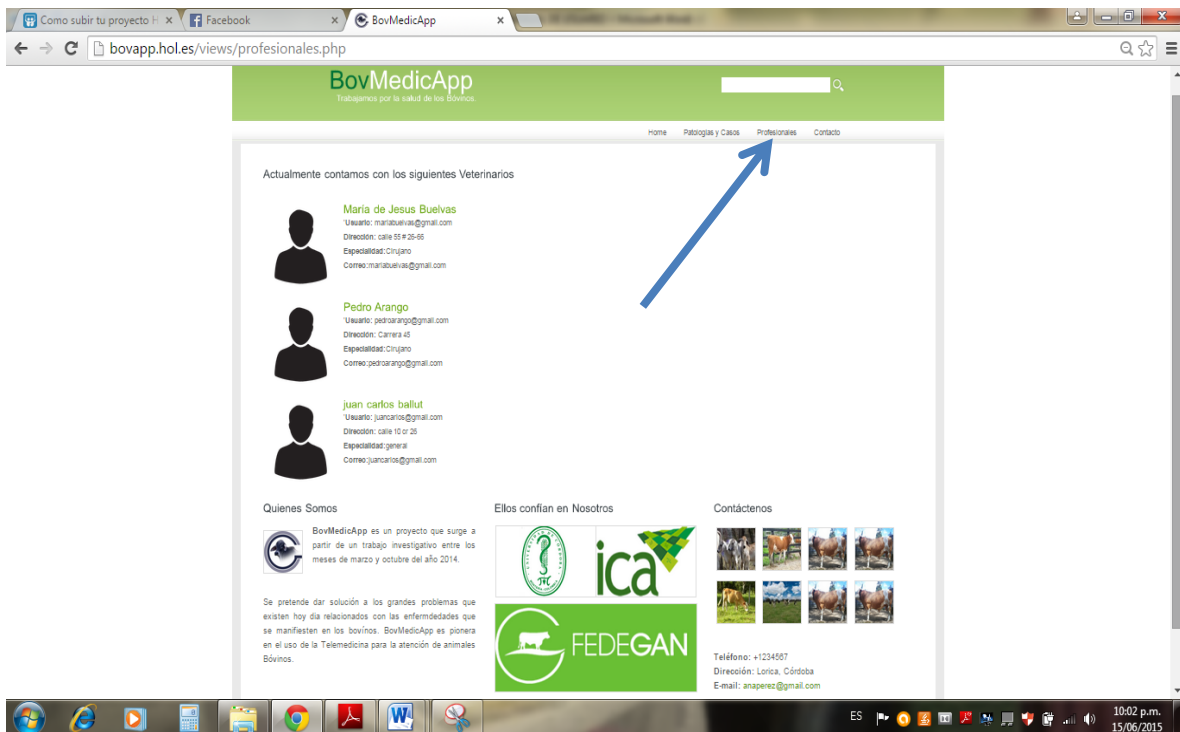 Como subir tu proyecto H
Facebook
BovMedicApp
bovapp.hol.es/views/profesionales.php
BovMedicApp
Trabajamos por la salud de los Bóvinos.
Home Patologías y Casos Profesionales Contacto
Actualmente contamos con los siguientes Veterinarios
María de Jesus Buelvas
'Usuario: mariabuelvas@gmail.com
Dirección: calle 55 # 26-66
Especialidad:Cirujano
Correo:mariabuelvas@gmail.com
Pedro Arango
'Usuario: pedroarango@gmail.com
Dirección: Carrera 45
Especialidad:Cirujano
Correo:pedroarango@gmail.com
juan carlos ballut
'Usuario: juancarlos@gmail.com
Dirección: calle 10 cr 26
Especialidad:general
Correo:juancarlos@gmail.com
Quienes Somos
BovMedicApp es un proyecto que surge a
partir de un trabajo investigativo entre los
meses de marzo y octubre del año 2014.
Se pretende dar solución a los grandes problemas que
existen hoy dia relacionados con las enfermdedades que
se manifiesten en los bovínos. BovMedicApp es pionera
en el uso de la Telemedicina para la atención de animales
Bóvinos.
Ellos confían en Nosotros
ica
FEDEGAN
Contáctenos
Teléfono: +1234567
Dirección: Lorica, Córdoba
E-mail: anaperez@gmail.com
ES
10:02 p.m.
15/06/2015